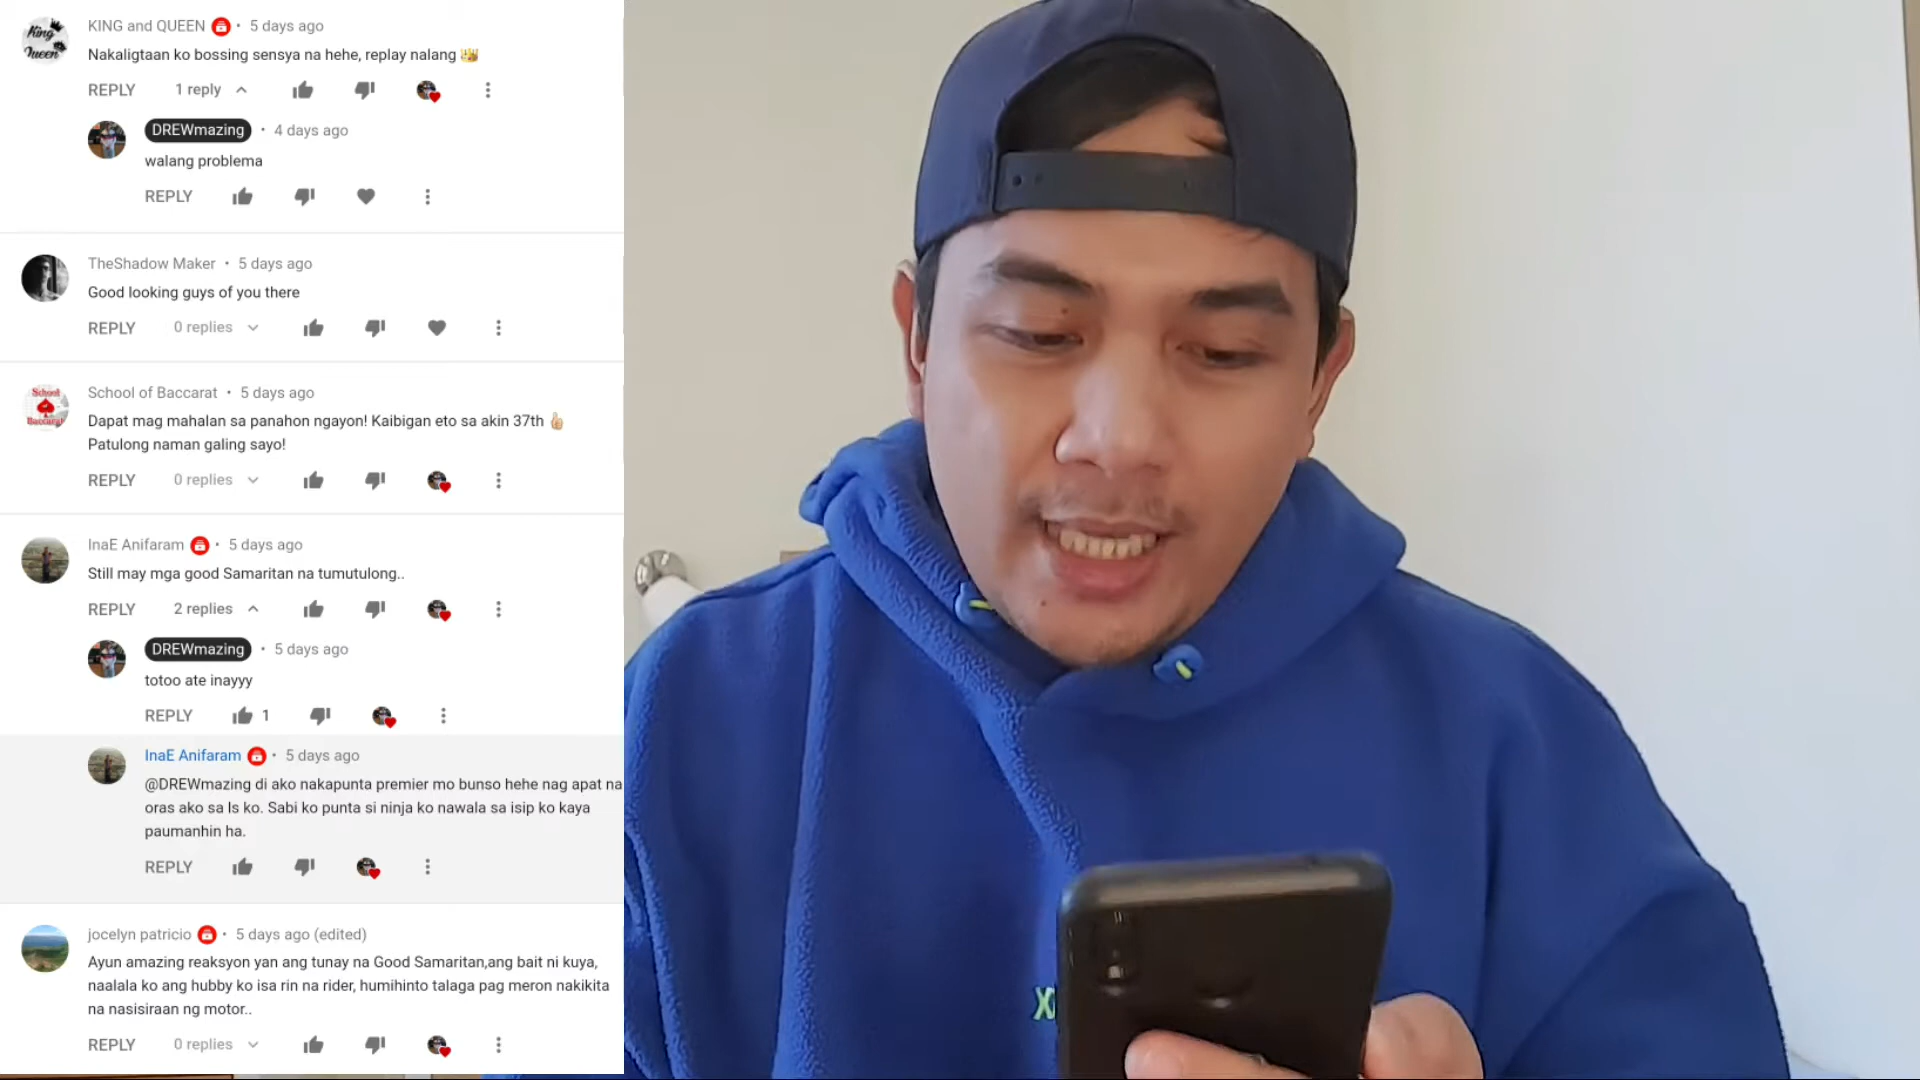 King
Queen
KING and QUEEN • 5 days ago
Nakaligtaan ko bossing sensya na hehe, replay nalang 👑
REPLY 1 reply
DREWmazing • 4 days ago
walang problema
REPLY
TheShadow Maker • 5 days ago
Good looking guys of you there
REPLY 0 replies
School
Baccarat
School of Baccarat • 5 days ago
Dapat mag mahalan sa panahon ngayon! Kaibigan eto sa akin 37th 👍
Patulong naman galing sayo!
REPLY 0 replies
InaE Anifaram • 5 days ago
Still may mga good Samaritan na tumutulong..
REPLY 2 replies
DREWmazing • 5 days ago
totoo ate inayyy
REPLY 1
InaE Anifaram • 5 days ago
@DREWmazing di ako nakapunta premier mo bunso hehe nag apat na
oras ako sa ls ko. Sabi ko punta si ninja ko nawala sa isip ko kaya
paumanhin ha.
REPLY
jocelyn patricio • 5 days ago (edited)
Ayun amazing reaksyon yan ang tunay na Good Samaritan,ang bait ni kuya,
naalala ko ang hubby ko isa rin na rider, humihinto talaga pag meron nakikita
na nasisiraan ng motor..
REPLY 0 replies